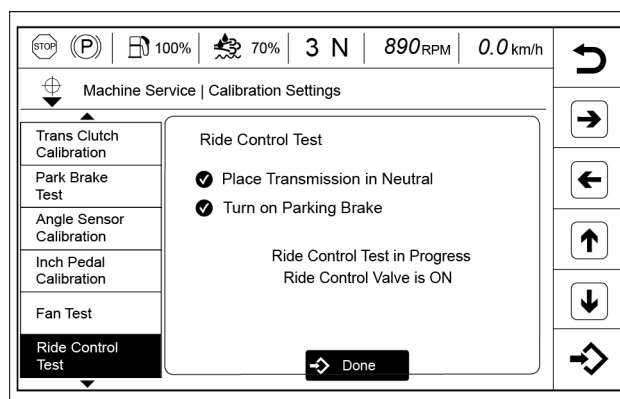 STOP (P) 100% 70% 3 N 890 RPM 0.0 km/h
Machine Service | Calibration Settings
Trans Clutch
Calibration
Park Brake
Test
Angle Sensor
Calibration
Inch Pedal
Calibration
Fan Test
Ride Control
Test
Ride Control Test
Place Transmission in Neutral
Turn on Parking Brake
Ride Control Test in Progress
Ride Control Valve is ON
Done